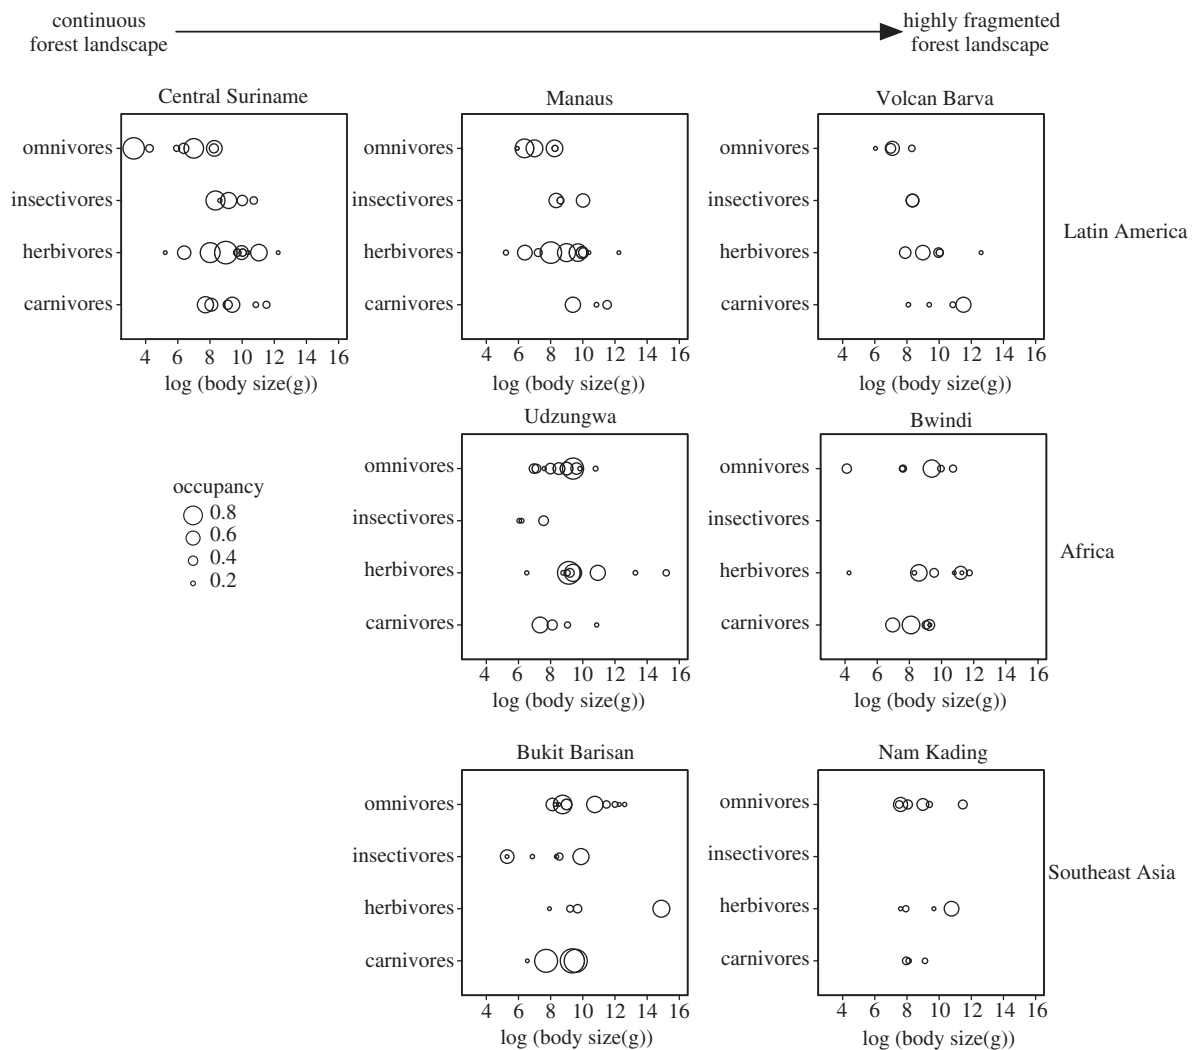 continuous
forest landscape
highly fragmented
forest landscape
Central Suriname
Manaus
Volcan Barva
omnivores
insectivores
herbivores
carnivores
4 6 8 10 12 14 16
log (body size(g))
omnivores
insectivores
herbivores
carnivores
4 6 8 10 12 14 16
log (body size(g))
omnivores
insectivores
herbivores
carnivores
4 6 8 10 12 14 16
log (body size(g))
Latin America
Udzungwa
Bwindi
occupancy
0.8
0.6
0.4
0.2
omnivores
insectivores
herbivores
carnivores
4 6 8 10 12 14 16
log (body size(g))
omnivores
insectivores
herbivores
carnivores
4 6 8 10 12 14 16
log (body size(g))
Africa
Bukit Barisan
Nam Kading
omnivores
insectivores
herbivores
carnivores
4 6 8 10 12 14 16
log (body size(g))
omnivores
insectivores
herbivores
carnivores
4 6 8 10 12 14 16
log (body size(g))
Southeast Asia